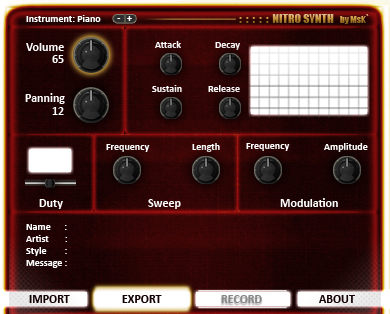 Instrument: Piano - + NITRO SYNTH by Msk
Volume
65
Attack Decay
Panning
12
Sustain Release
Frequency Length Frequency Amplitude
Duty Sweep Modulation
Name :
Artist :
Style :
Message :
IMPORT EXPORT RECORD ABOUT